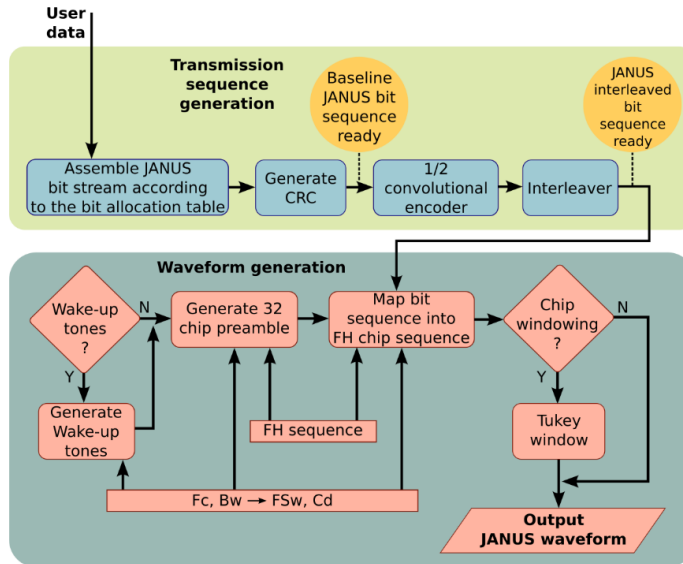 User
data
Transmission
sequence
generation
Baseline
JANUS bit
sequence
ready
JANUS
interleaved
bit
sequence
ready
Assemble JANUS
bit stream according
to the bit allocation table
Generate
CRC
1/2
convolutional
encoder
Interleaver
Waveform generation
Wake-up
tones
?
N
Y
Generate
Wake-up
tones
Generate 32
chip preamble
Map bit
sequence into
FH chip sequence
Chip
windowing
?
N
Y
Tukey
window
FH sequence
Fc, Bw → FSw, Cd
Output
JANUS waveform